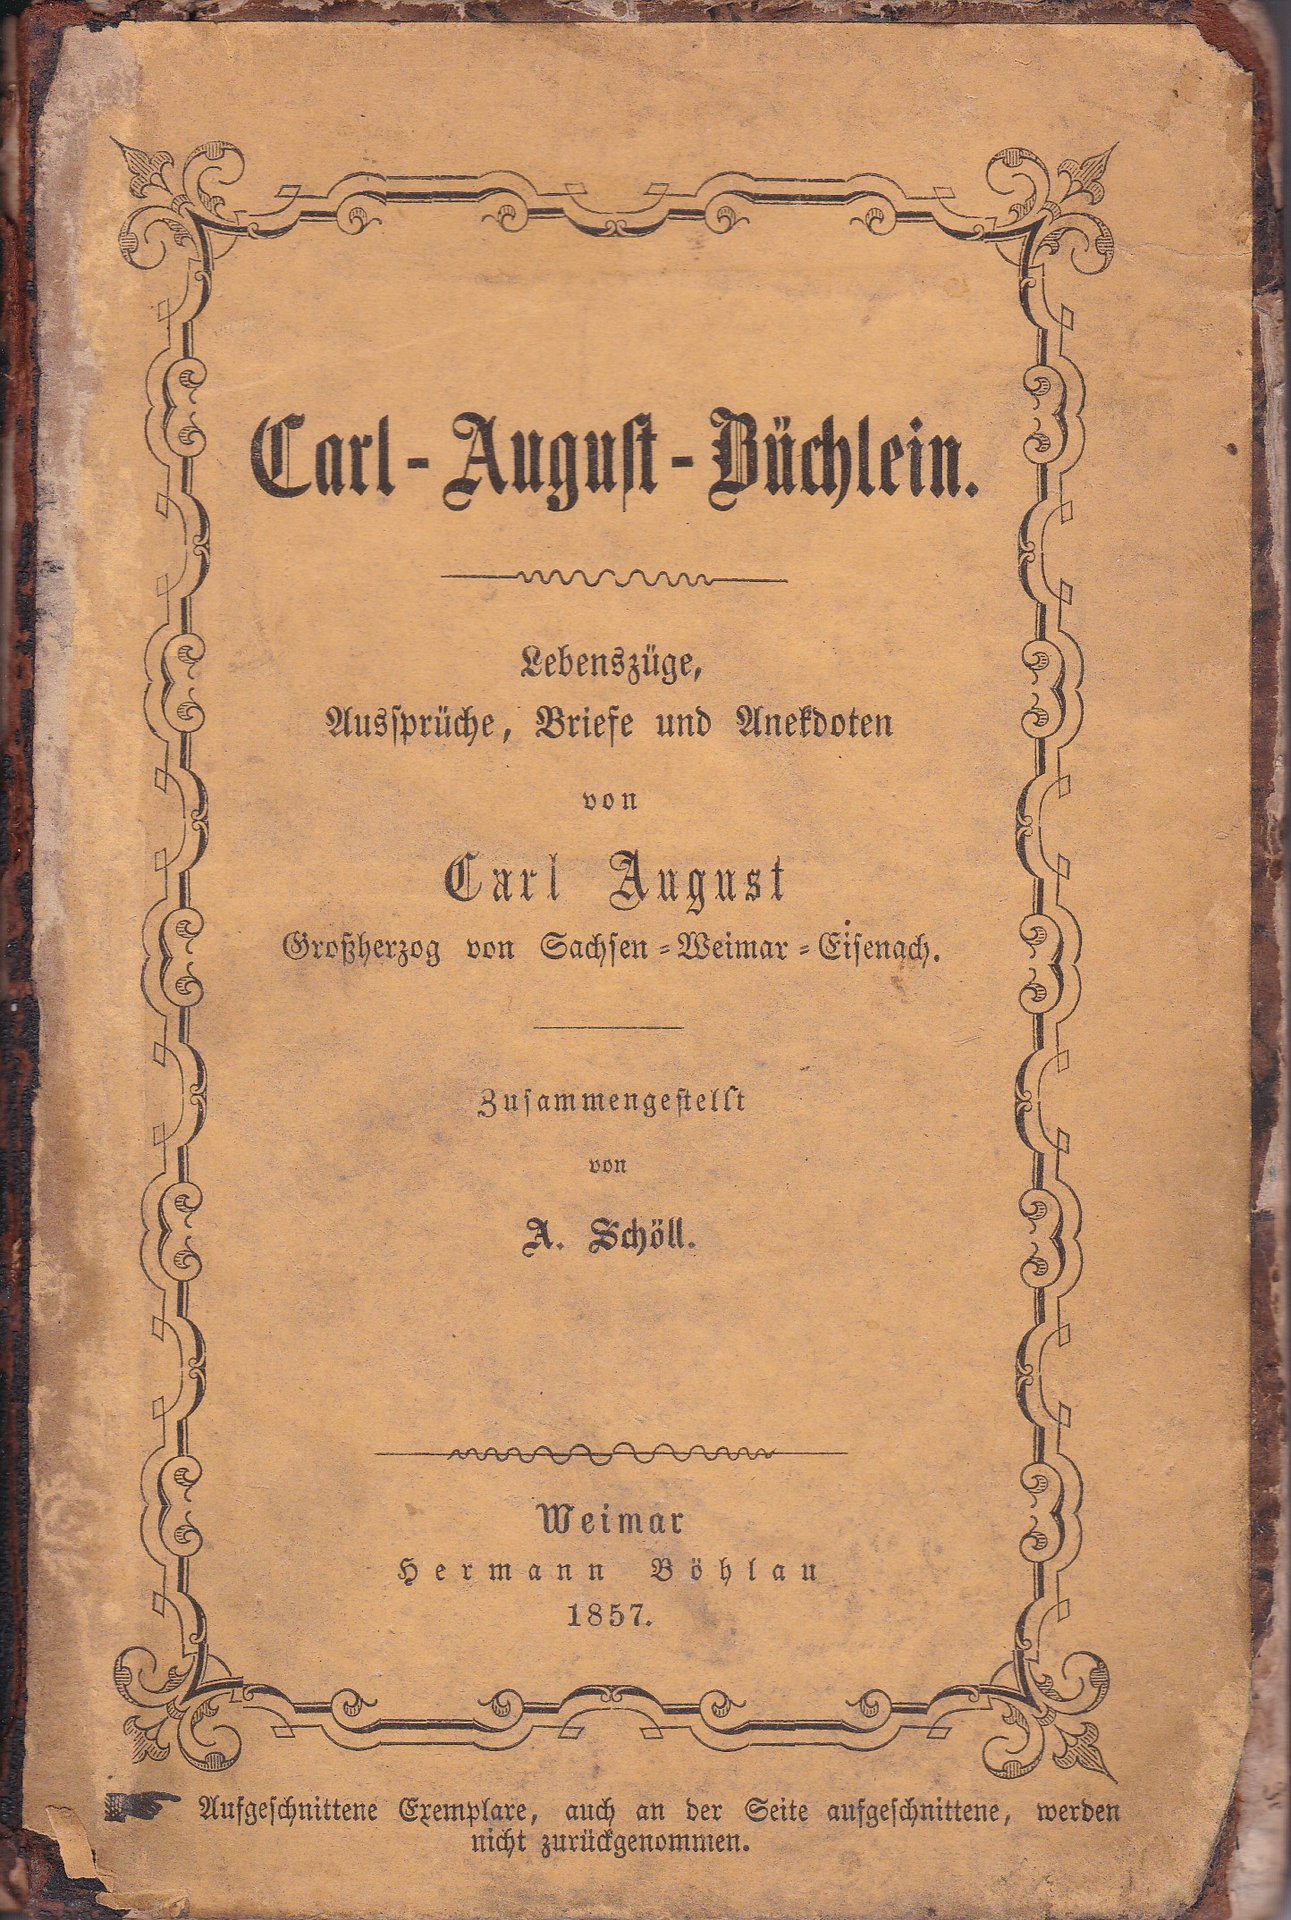 Carl-August-Büchlein.
Lebenszüge,
Aussprüche, Briefe und Anekdoten
von
Carl August
Großherzog von Sachsen-Weimar-Eisenach.
Zusammengestellt
von
A. Schöll.
Weimar
Hermann Böhlau
1857.
Aufgeschnittene Exemplare, auch an der Seite aufgeschnittene, werden
nicht zurückgenommen.